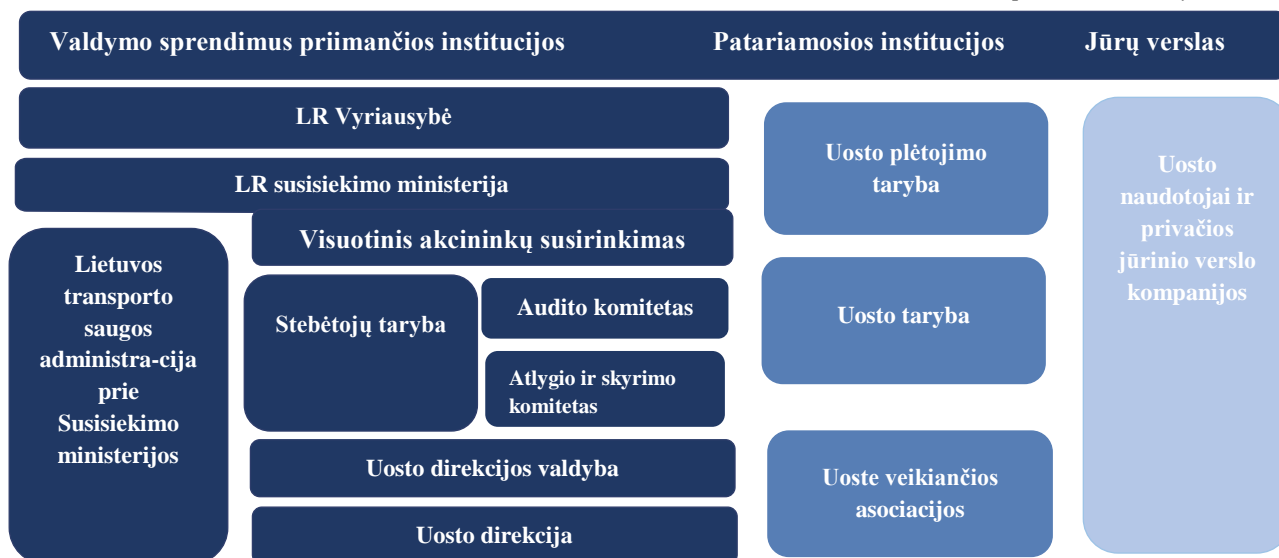 Valdymo sprendimus priimančios institucijos
Patariamosios institucijos
Jūrų verslas
LR Vyriausybė
LR susisiekimo ministerija
Visuotinis akcininkų susirinkimas
Lietuvos
transporto
saugos
administra-cija
prie
Susisiekimo
ministerijos
Stebėtojų taryba
Audito komitetas
Atlygio ir skyrimo
komitetas
Uosto direkcijos valdyba
Uosto direkcija
Uosto plėtojimo
taryba
Uosto taryba
Uoste veikiančios
asociacijos
Uosto
naudotojai ir
privačios
jūrinio verslo
kompanijos